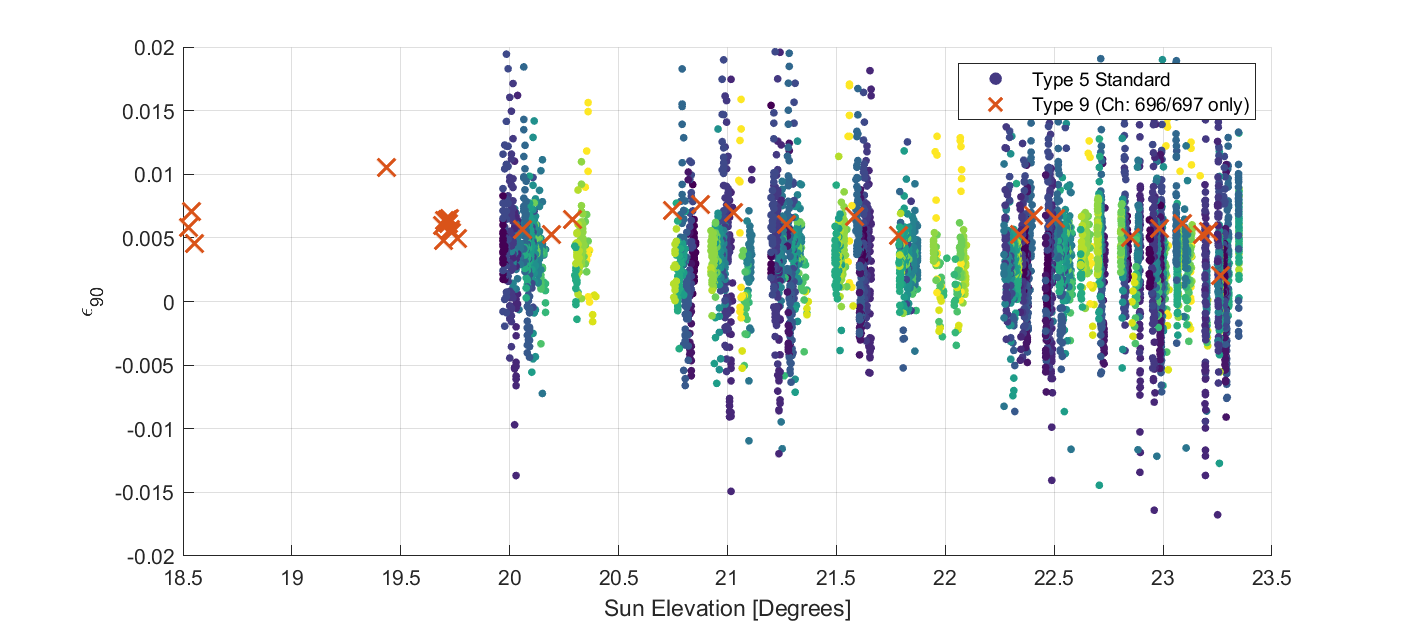 0.02
0.015
0.01
0.005
0
-0.005
-0.01
-0.015
-0.02
ϵ90
18.5 19 19.5 20 20.5 21 21.5 22 22.5 23 23.5
Sun Elevation [Degrees]
Type 5 Standard
Type 9 (Ch: 696/697 only)